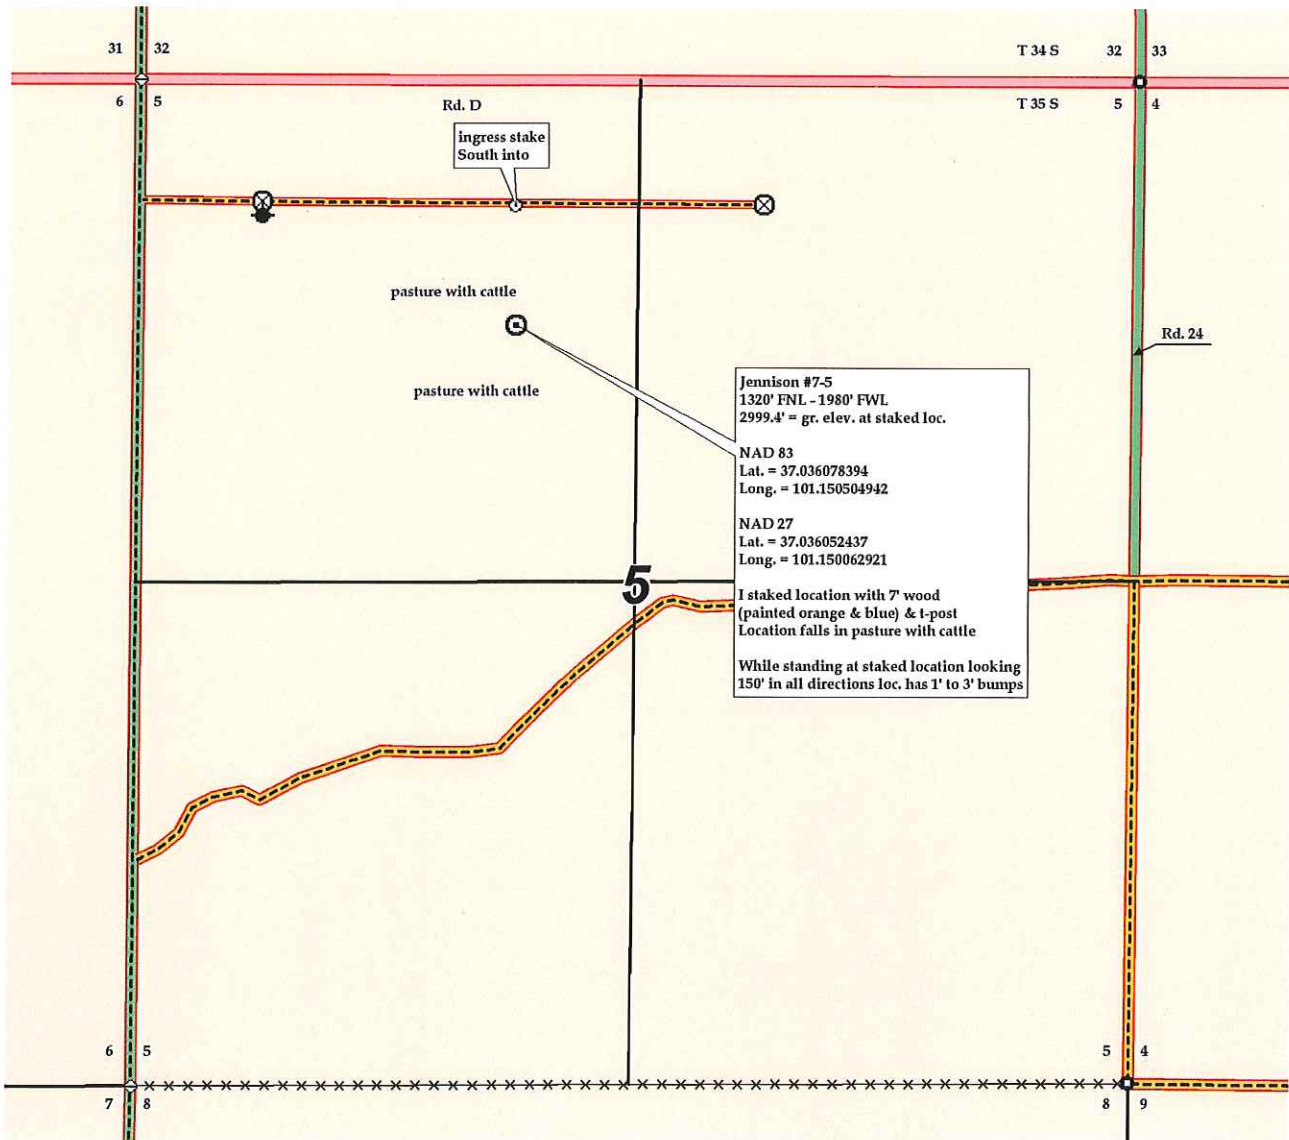 31 32
T 34 S 32 33
6 5
Rd. D
T 35 S 5 4
ingress stake
South into
pasture with cattle
Rd. 24
pasture with cattle
Jennison #7-5
1320' FNL - 1980' FWL
2999.4' = gr. elev. at staked loc.
NAD 83
Lat. = 37.036078394
Long. = 101.150504942
NAD 27
Lat. = 37.036052437
Long. = 101.150062921
I staked location with 7' wood
(painted orange & blue) & t-post
Location falls in pasture with cattle
While standing at staked location looking
150' in all directions loc. has 1' to 3' bumps
5
6 5
5 4
7 8
8 9